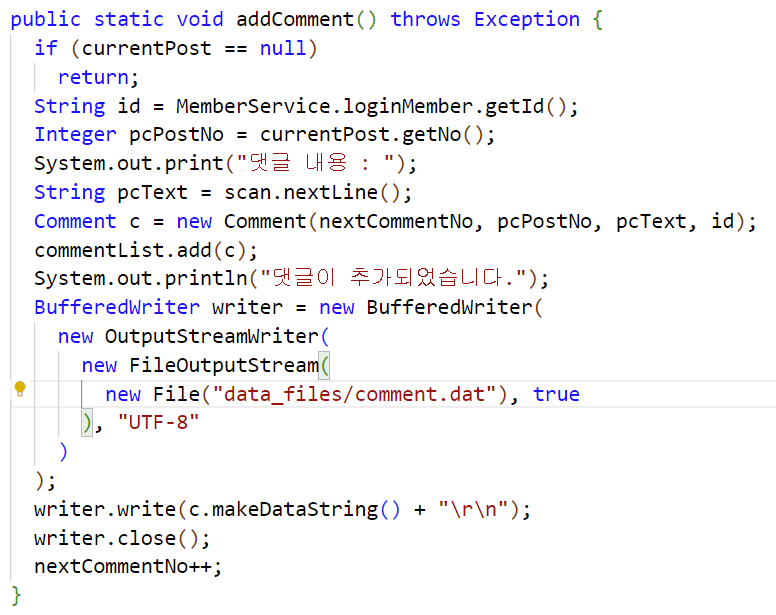 public static void addComment() throws Exception {
if (currentPost == null)
return;
String id = MemberService.loginMember.getId();
Integer pcPostNo = currentPost.getNo();
System.out.print("댓글 내용 : ");
String pcText = scan.nextLine();
Comment c = new Comment(nextCommentNo, pcPostNo, pcText, id);
commentList.add(c);
System.out.println("댓글이 추가되었습니다.");
BufferedWriter writer = new BufferedWriter(
new OutputStreamWriter(
new FileOutputStream(
new File("data_files/comment.dat"), true
), "UTF-8"
)
);
writer.write(c.makeDataString() + "\r\n");
writer.close();
nextCommentNo++;
}